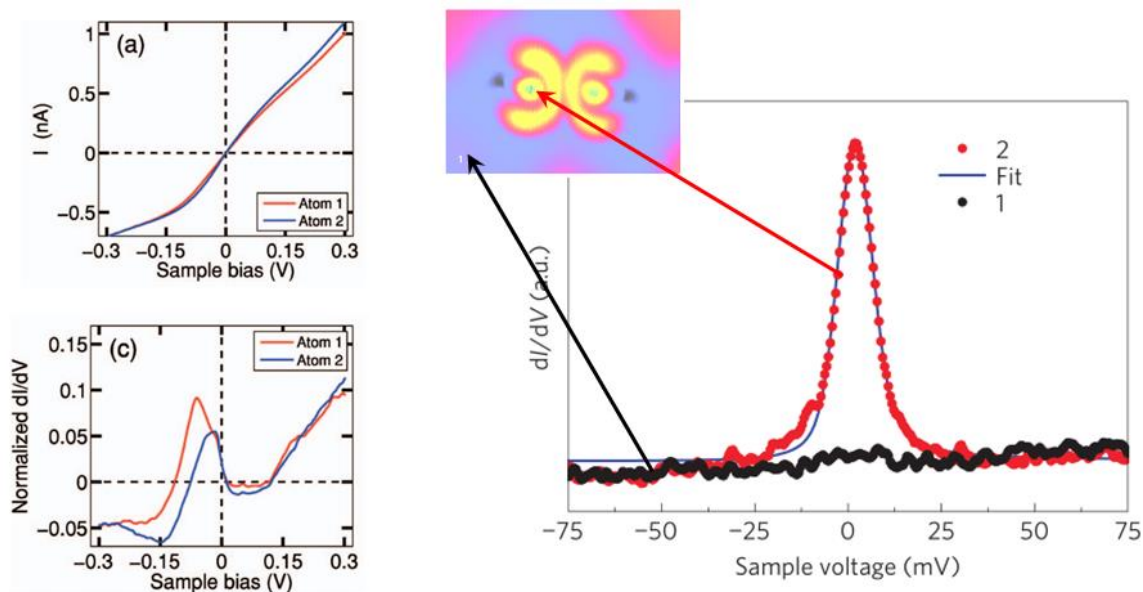 (a)
1
0.5
0
−0.5
I (nA)
Atom 1
Atom 2
−0.3 −0.15 0 0.15 0.3
Sample bias (V)
(c)
0.15
0.1
0.05
0
−0.05
Normalized dI/dV
Atom 1
Atom 2
−0.3 −0.15 0 0.15 0.3
Sample bias (V)
1
2
Fit
1
dI/dV (a.u.)
−75 −50 −25 0 25 50 75
Sample voltage (mV)